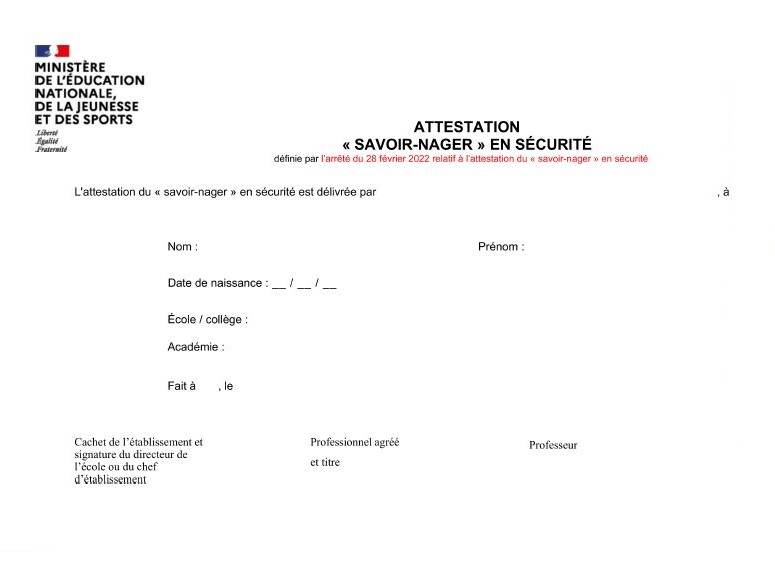 MINISTÈRE
DE L'ÉDUCATION
NATIONALE,
DE LA JEUNESSE
ET DES SPORTS
Liberté
Égalité
Fraternité
ATTESTATION
« SAVOIR-NAGER » EN SÉCURITÉ
définie par l'arrêté du 28 février 2022 relatif à l'attestation du « savoir-nager » en sécurité
L'attestation du « savoir-nager » en sécurité est délivrée par , à
Nom : Prénom :
Date de naissance : __ / __ / __
École / collège :
Académie :
Fait à , le
Cachet de l'établissement et
signature du directeur de
l'école ou du chef
d'établissement
Professionnel agréé
et titre
Professeur